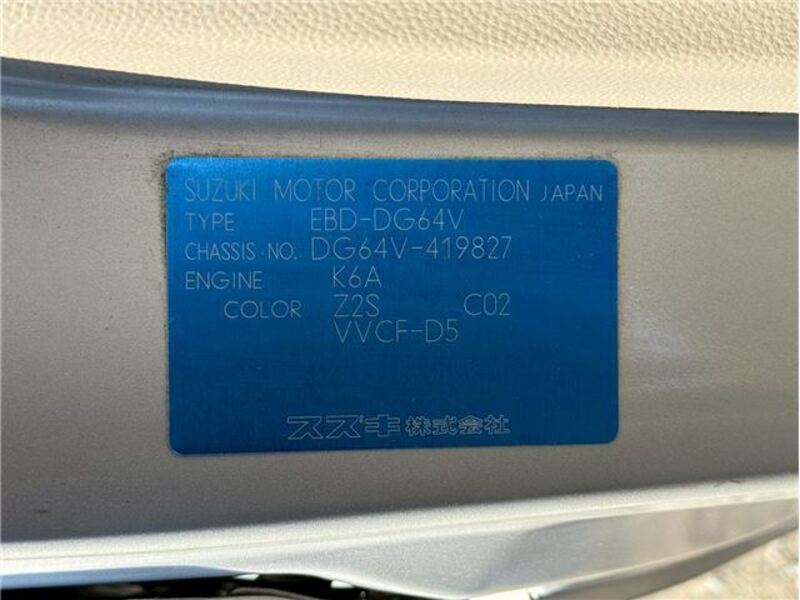 SUZUKI MOTOR CORPORATION JAPAN
TYPE EBD-DG64V
CHASSIS NO. DG64V-419827
ENGINE K6A
COLOR Z2S C02
VVCF-D5
スズキ株式会社